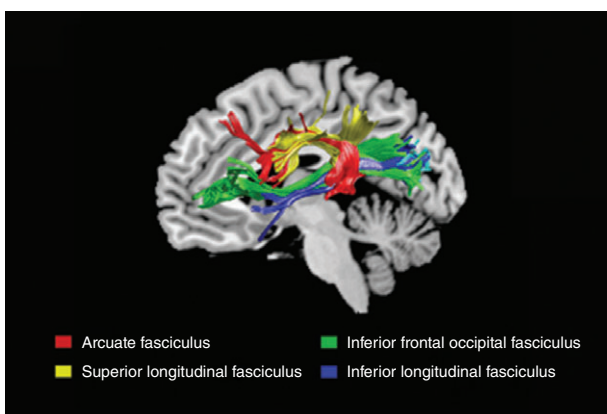 Arcuate fasciculus
Inferior frontal occipital fasciculus
Superior longitudinal fasciculus
Inferior longitudinal fasciculus